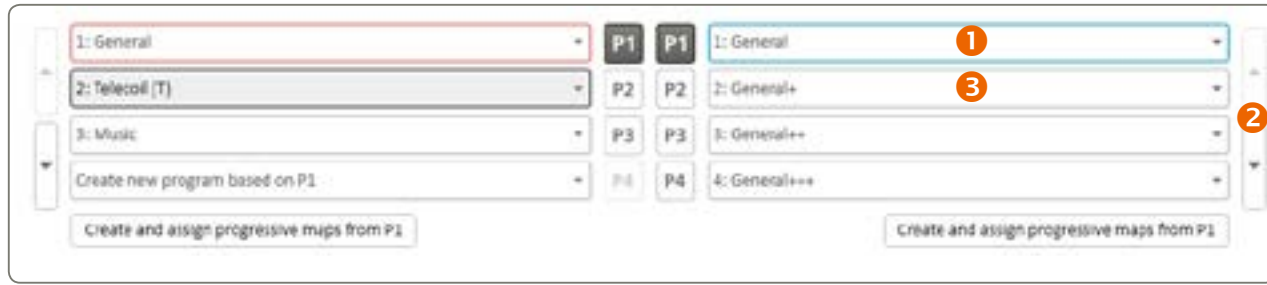 1: General P1 P1 1: General 1
2: Telecoil (T) P2 P2 2: General+ 3
3: Music P3 P3 3: General++ 2
Create new program based on P1 P4 P4 4: General+++
Create and assign progressive maps from P1 Create and assign progressive maps from P1